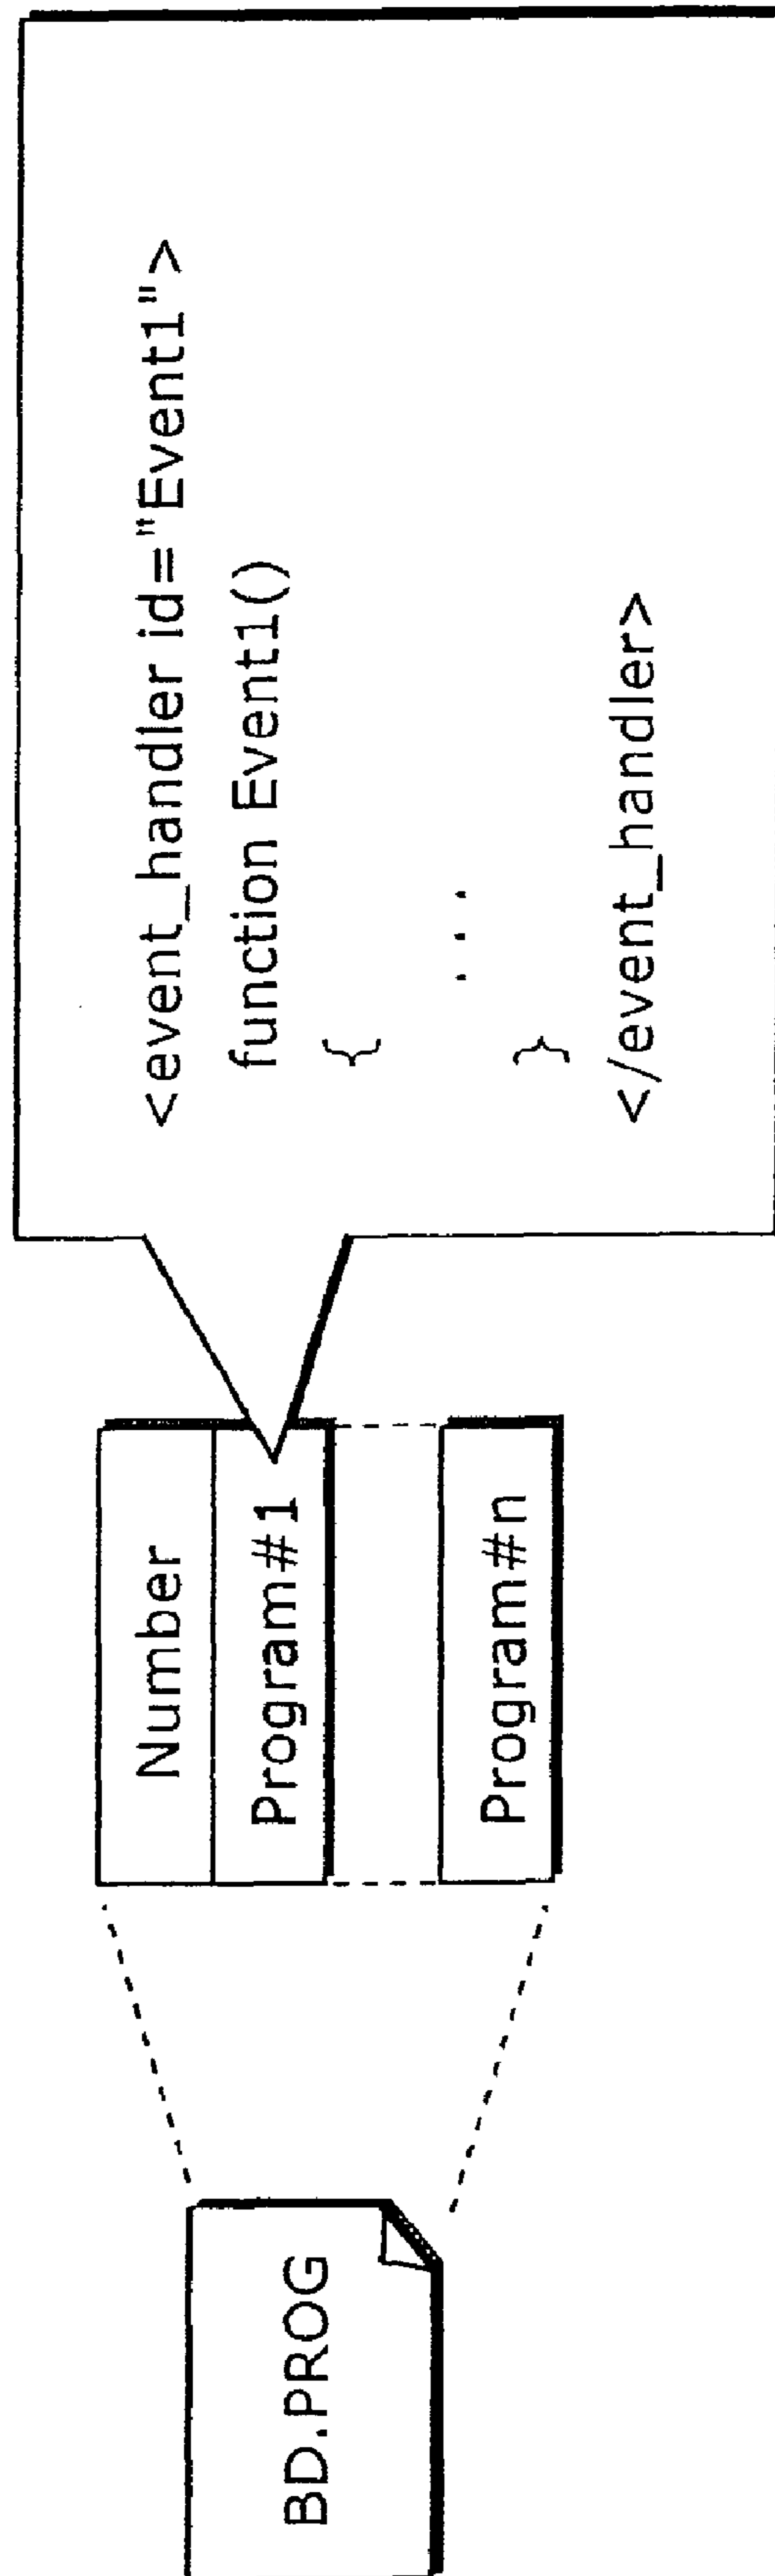 BD.PROG
Number
Program#1
Program#n
<event_handler id="Event1">
function Event1()
{
...
}
</event_handler>